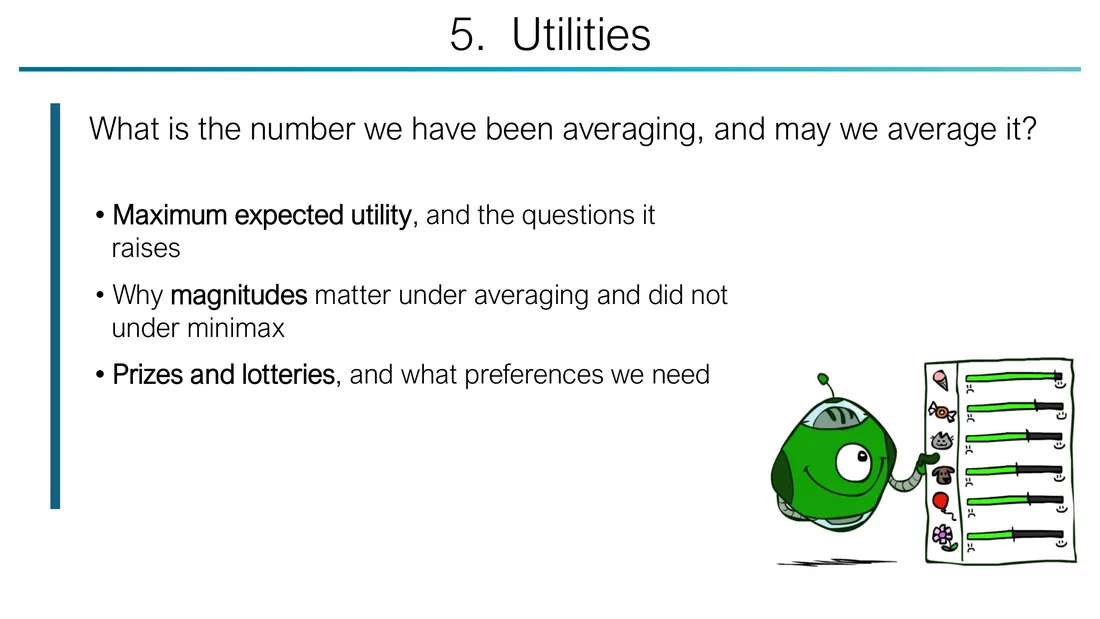 5. Utilities
What is the number we have been averaging, and may we average it?
• Maximum expected utility, and the questions it
raises
• Why magnitudes matter under averaging and did not
under minimax
• Prizes and lotteries, and what preferences we need